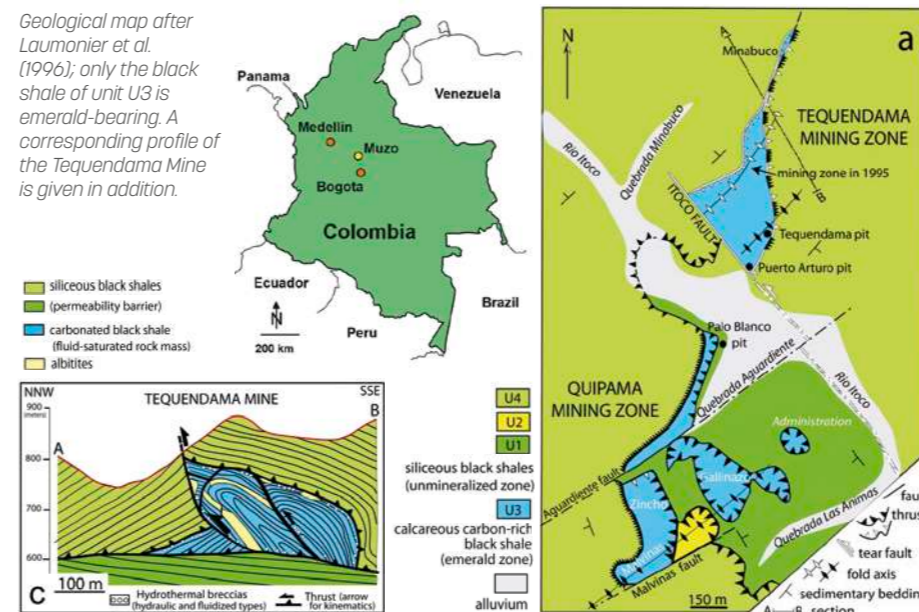 Geological map after
Laumonier et al.
(1996); only the black
shale of unit U3 is
emerald-bearing. A
corresponding profile of
the Tequendama Mine
is given in addition.
Panama
Venezuela
Medellin
Muzo
Bogota
Colombia
Ecuador
Peru
Brazil
N
200 km
siliceous black shales
(permeability barrier)
carbonated black shale
(fluid-saturated rock mass)
albitites
NNW
TEQUENDAMA MINE
SSE
900
A
B
800
700
600
C
100 m
Hydrothermal breccias
(hydraulic and fluidized types)
Thrust (arrow
for kinematics)
U4
U2
U1
siliceous black shales
(unmineralized zone)
U3
calcareous carbon-rich
black shale
(emerald zone)
alluvium
a
N
A
Minabuco
TEQUENDAMA
MINING ZONE
Rio Itoco
Quebrada Minabuco
mining zone in 1995
B
ITOCO FAULT
Tequendama pit
Puerto Arturo pit
Palo Blanco
pit
Quebrada Aguardiente
Rio Itoco
QUIPAMA
MINING ZONE
Administration
Aguardiente fault
Zincho
Gallinazo
Malvinas
Malvinas fault
Quebrada Las Animas
fau
thrus
tear fault
fold axis
sedimentary bedding
section
150 m